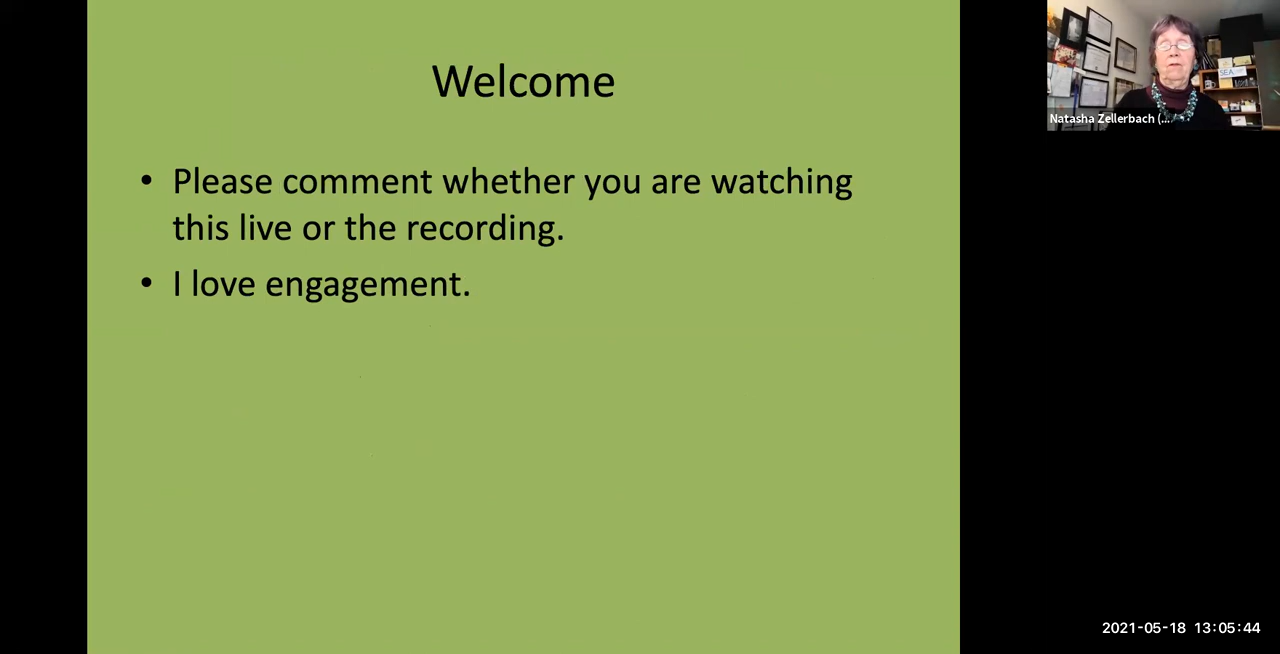 Welcome
• Please comment whether you are watching
this live or the recording.
• I love engagement.
SEA
Natasha Zellerbach (...
2021-05-18 13:05:44